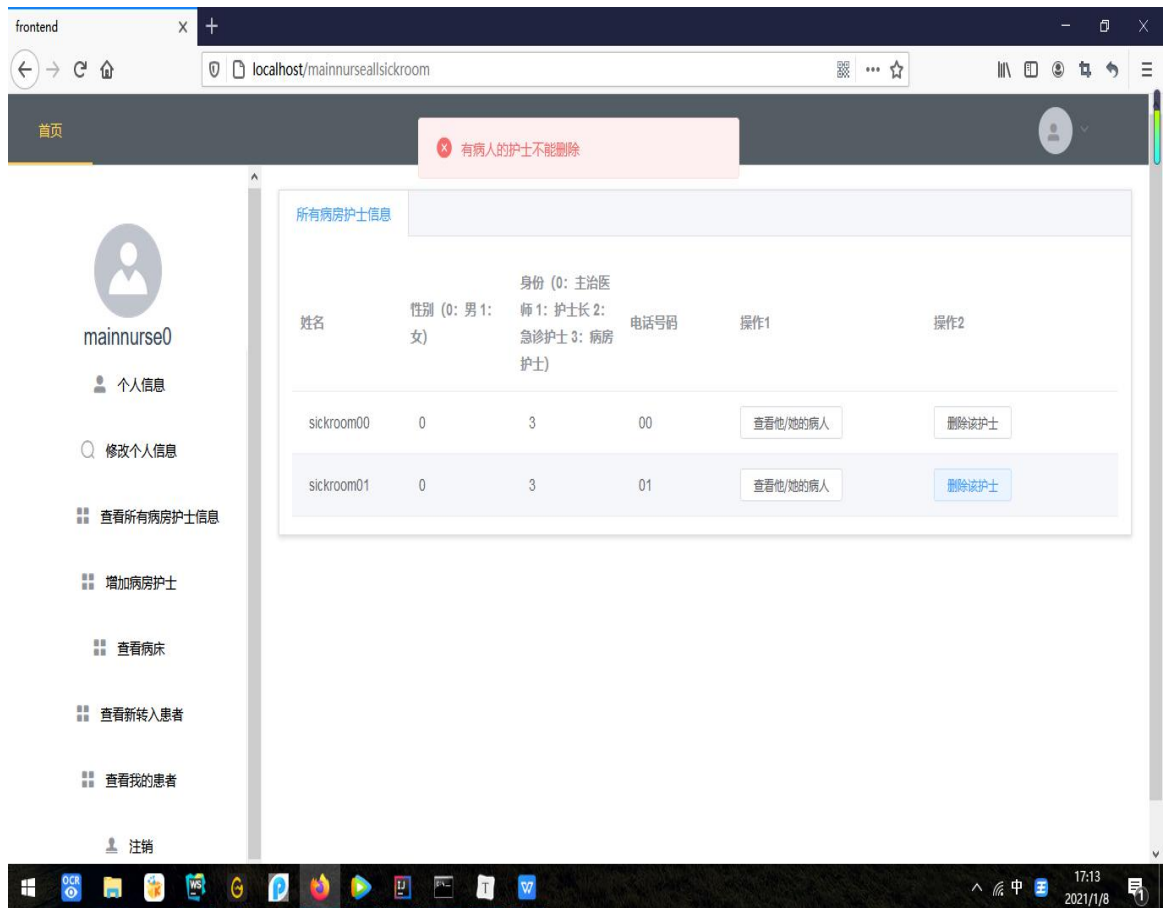 frontend
localhost/mainnurseallsickroom
首页
有病人的护士不能删除
mainnurse0
个人信息
修改个人信息
查看所有病房护士信息
增加病房护士
查看病床
查看新转入患者
查看我的患者
注销
所有病房护士信息
姓名
性别（0：男 1：
女）
身份（0：主治医
师 1：护士长 2：
急诊护士 3：病房
护士）
电话号码
操作1
操作2
sickroom00 0 3 00 查看他/她的病人 删除该护士
sickroom01 0 3 01 查看他/她的病人 删除该护士
OCR
WS
IJ
T
W
中
17:13
2021/1/8
1